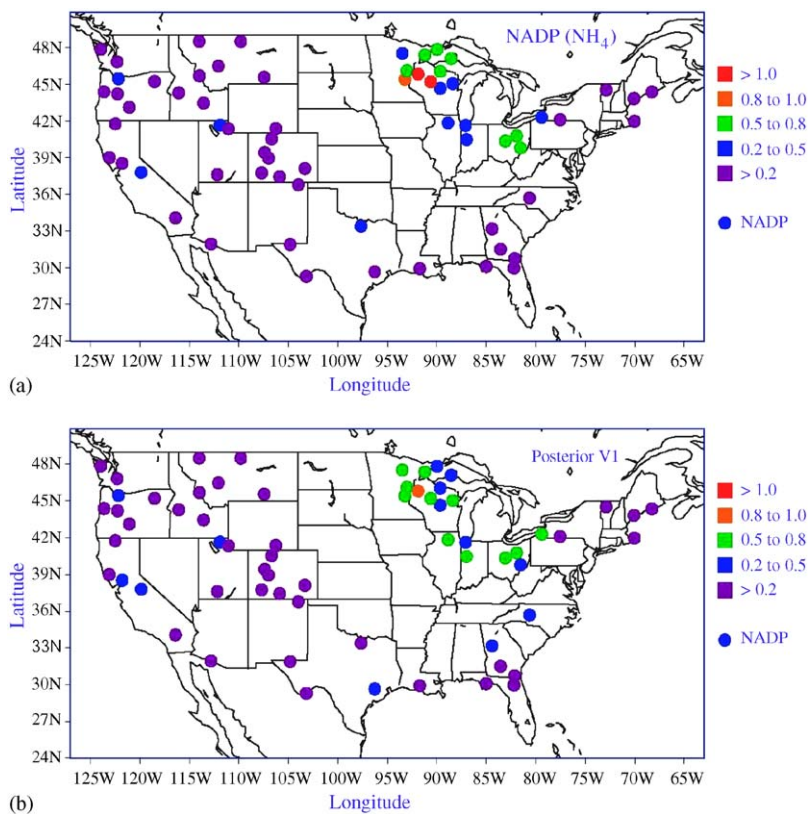 NADP (NH4)
48N
45N
42N
39N
36N
33N
30N
27N
24N
Latitude
125W 120W 115W 110W 105W 100W 95W 90W 85W 80W 75W 70W 65W
Longitude
> 1.0
0.8 to 1.0
0.5 to 0.8
0.2 to 0.5
> 0.2
NADP
(a)
Posterior V1
48N
45N
42N
39N
36N
33N
30N
27N
24N
Latitude
125W 120W 115W 110W 105W 100W 95W 90W 85W 80W 75W 70W 65W
Longitude
> 1.0
0.8 to 1.0
0.5 to 0.8
0.2 to 0.5
> 0.2
NADP
(b)